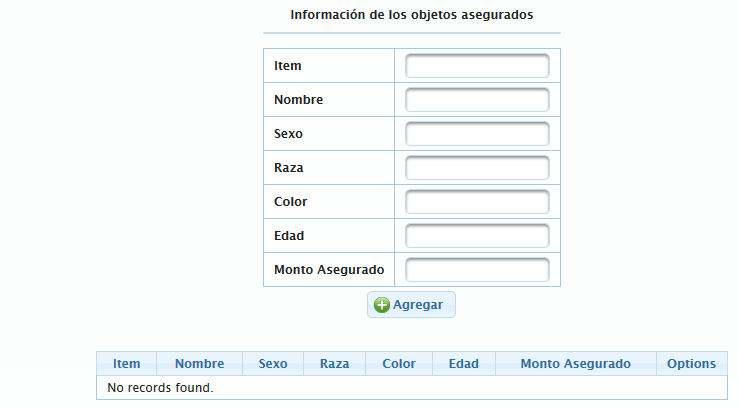 Información de los objetos asegurados
Item
Nombre
Sexo
Raza
Color
Edad
Monto Asegurado
Agregar
Item Nombre Sexo Raza Color Edad Monto Asegurado Options
No records found.